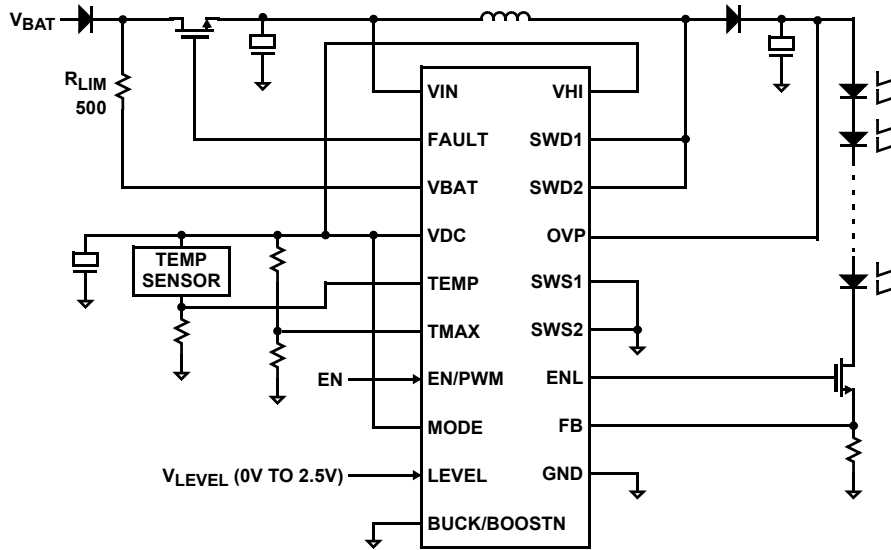 VBAT
RLIM
500
VIN
VHI
FAULT
SWD1
VBAT
SWD2
VDC
OVP
TEMP
SENSOR
TEMP
SWS1
TMAX
SWS2
EN
EN/PWM
ENL
MODE
FB
VLEVEL (0V TO 2.5V)
LEVEL
GND
BUCK/BOOSTN